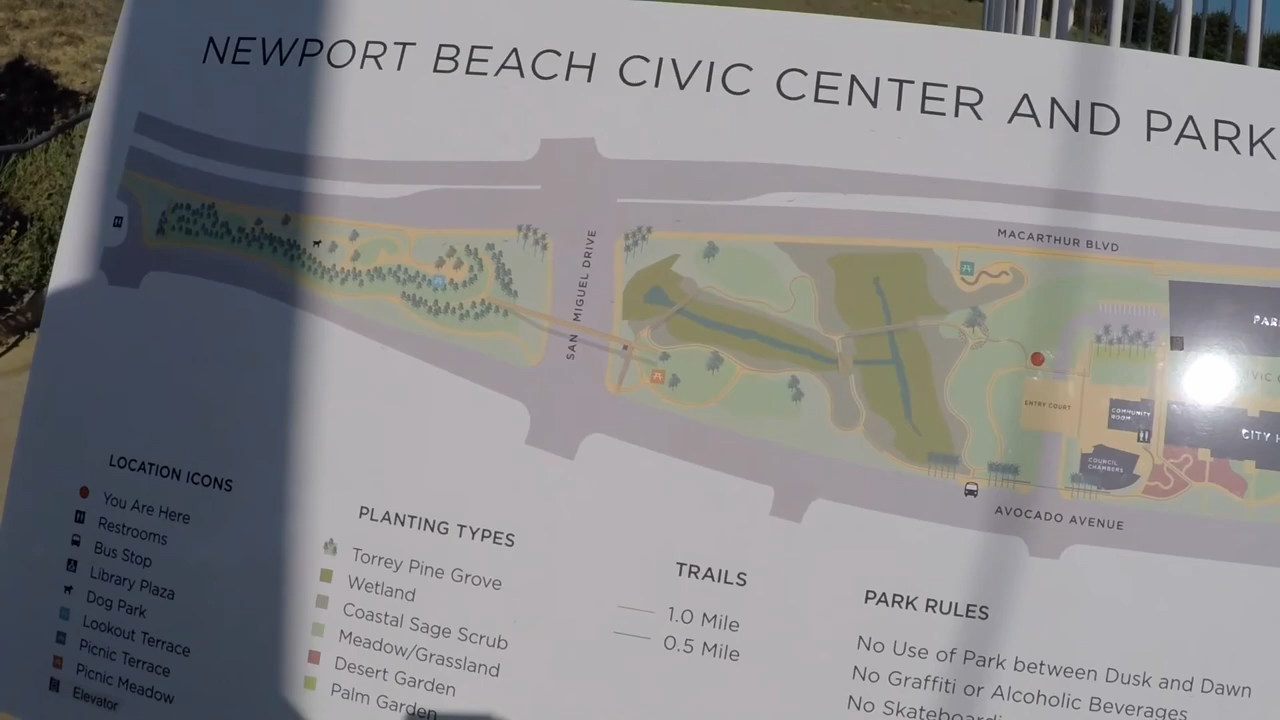 NEWPORT BEACH CIVIC CENTER AND PARK
MACARTHUR BLVD
SAN MIGUEL DRIVE
ENTRY COURT
COMMUNITY ROOM
COUNCIL CHAMBERS
AVOCADO AVENUE
LOCATION ICONS
You Are Here
Restrooms
Bus Stop
Library Plaza
Dog Park
Lookout Terrace
Picnic Terrace
Picnic Meadow
Elevator
PLANTING TYPES
Torrey Pine Grove
Wetland
Coastal Sage Scrub
Meadow/Grassland
Desert Garden
Palm Garden
TRAILS
1.0 Mile
0.5 Mile
PARK RULES
No Use of Park between Dusk and Dawn
No Graffiti or Alcoholic Beverages
No